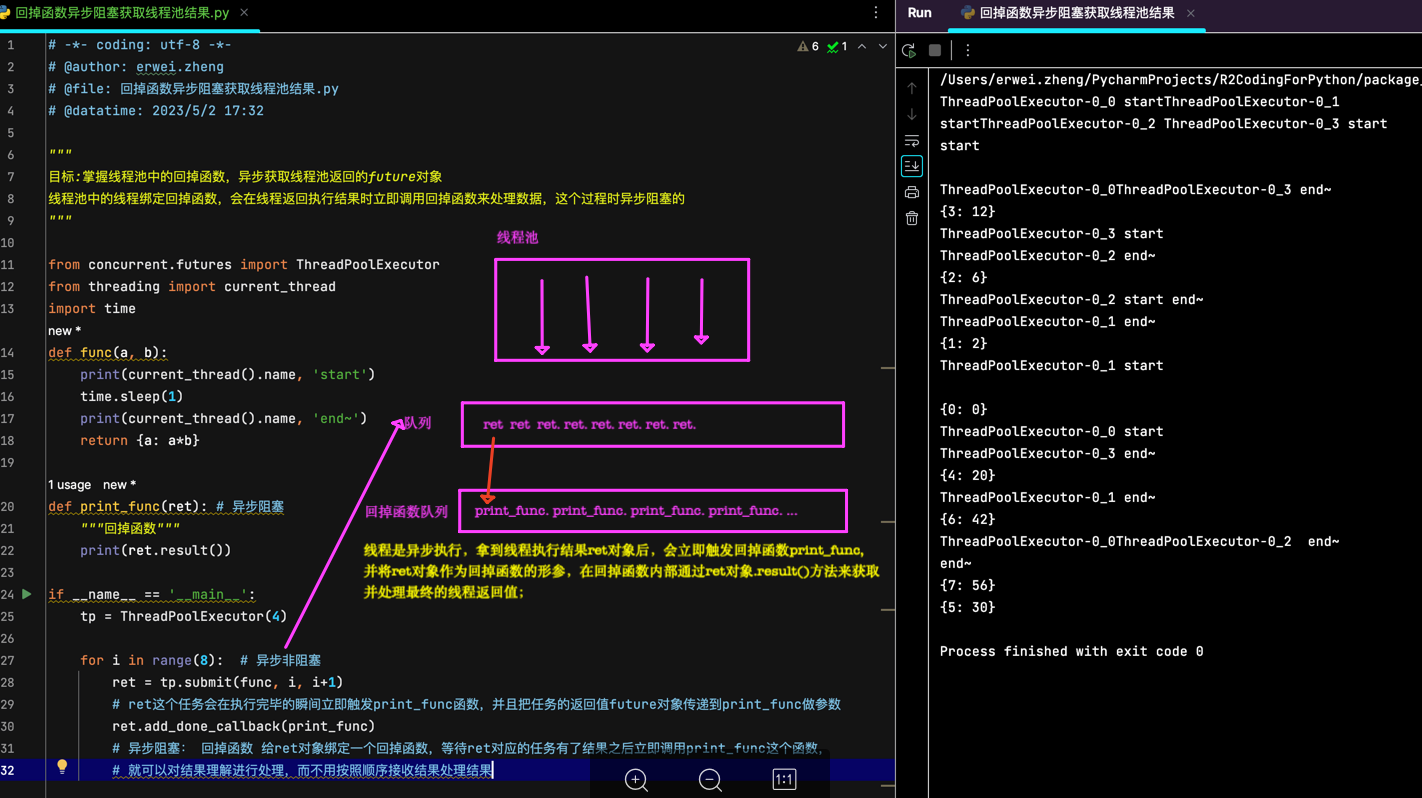 回掉函数异步阻塞获取线程池结果.py
1 # -*- coding: utf-8 -*-
2 # @author: erwei.zheng
3 # @file: 回掉函数异步阻塞获取线程池结果.py
4 # @datatime: 2023/5/2 17:32
5
6 """
7 目标:掌握线程池中的回掉函数，异步获取线程池返回的future对象
8 线程池中的线程绑定回掉函数，会在线程返回执行结果时立即调用回掉函数来处理数据，这个过程时异步阻塞的
9 """
10
11 from concurrent.futures import ThreadPoolExecutor
12 from threading import current_thread
13 import time
new *
14 def func(a, b):
15 print(current_thread().name, 'start')
16 time.sleep(1)
17 print(current_thread().name, 'end~')
18 return {a: a*b}
19
1 usage new *
20 def print_func(ret): # 异步阻塞
21 """回掉函数"""
22 print(ret.result())
23
24 if __name__ == '__main__':
25 tp = ThreadPoolExecutor(4)
26
27 for i in range(8): # 异步非阻塞
28 ret = tp.submit(func, i, i+1)
29 # ret这个任务会在执行完毕的瞬间立即触发print_func函数，并且把任务的返回值future对象传递到print_func做参数
30 ret.add_done_callback(print_func)
31 # 异步阻塞： 回掉函数 给ret对象绑定一个回掉函数，等待ret对应的任务有了结果之后立即调用print_func这个函数，
32 # 就可以对结果理解进行处理，而不用按照顺序接收结果处理结果
6 1
线程池
队列
ret ret ret. ret. ret. ret. ret. ret.
回掉函数队列
print_func. print_func. print_func. print_func. ...
线程是异步执行，拿到线程执行结果ret对象后，会立即触发回掉函数print_func,
并将ret对象作为回掉函数的形参，在回掉函数内部通过ret对象.result()方法来获取
并处理最终的线程返回值；
1:1
Run 回掉函数异步阻塞获取线程池结果
/Users/erwei.zheng/PycharmProjects/R2CodingForPython/package_
ThreadPoolExecutor-0_0 startThreadPoolExecutor-0_1
startThreadPoolExecutor-0_2 ThreadPoolExecutor-0_3 start
start
ThreadPoolExecutor-0_0ThreadPoolExecutor-0_3 end~
{3: 12}
ThreadPoolExecutor-0_3 start
ThreadPoolExecutor-0_2 end~
{2: 6}
ThreadPoolExecutor-0_2 start end~
ThreadPoolExecutor-0_1 end~
{1: 2}
ThreadPoolExecutor-0_1 start
{0: 0}
ThreadPoolExecutor-0_0 start
ThreadPoolExecutor-0_3 end~
{4: 20}
ThreadPoolExecutor-0_1 end~
{6: 42}
ThreadPoolExecutor-0_0ThreadPoolExecutor-0_2  end~
end~
{7: 56}
{5: 30}
Process finished with exit code 0